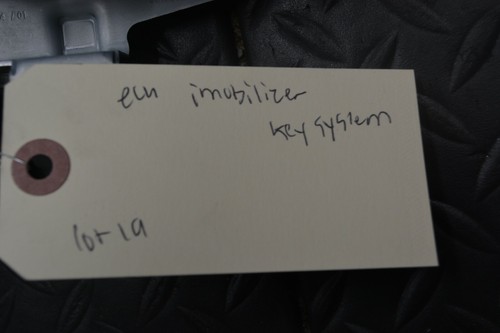 ecu imobilizer
key system
lot 19